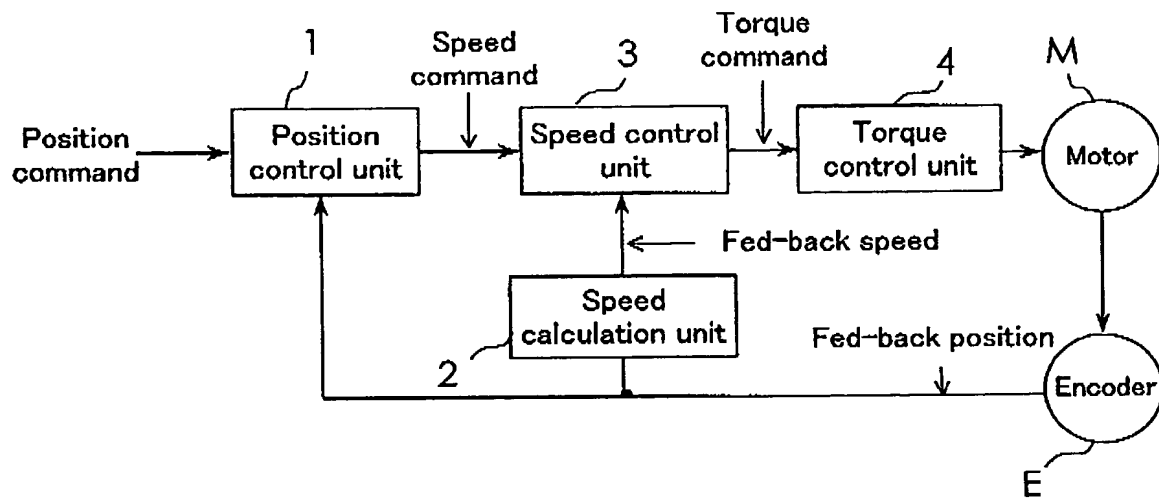 1
Speed
command
3
Torque
command
4
M
Position
command
Position
control unit
Speed control
unit
Torque
control unit
Motor
Fed-back speed
Speed
calculation unit
2
Fed-back position
Encoder
E